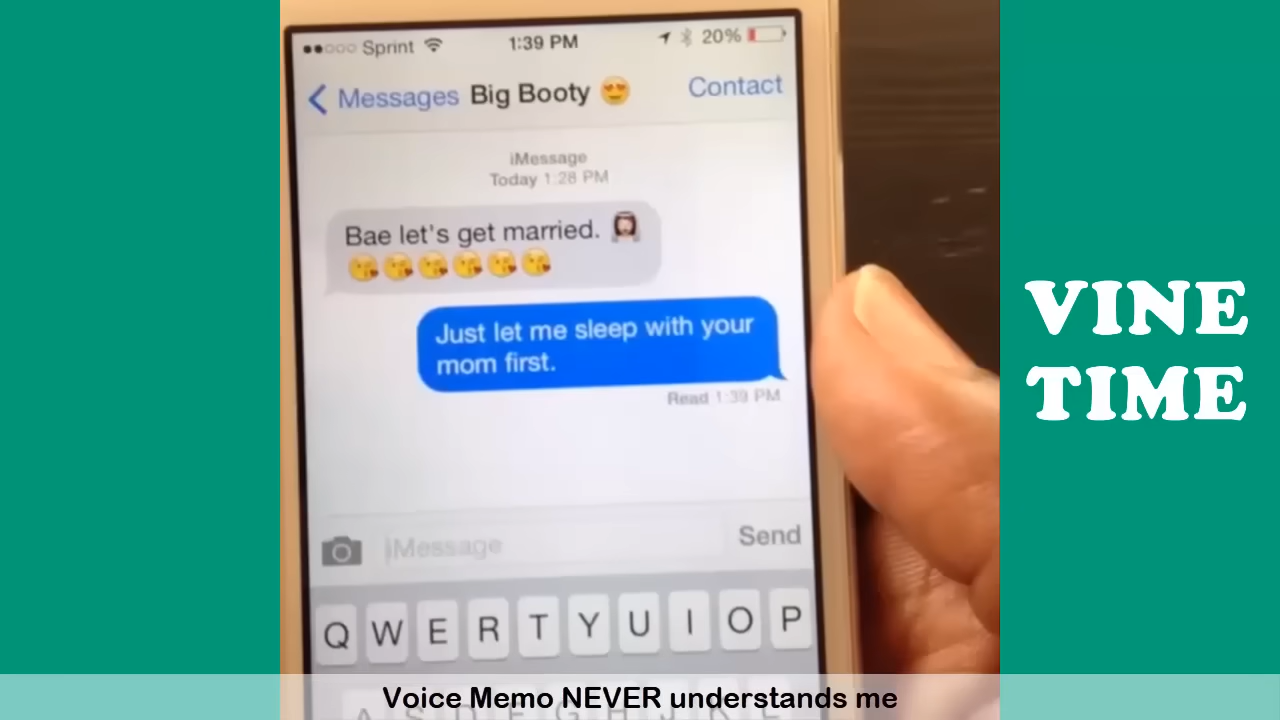 Sprint 1:39 PM 20%
Messages Big Booty 😍 Contact
iMessage
Today 1:28 PM
Bae let's get married. 👰
😘😘😘😘😘😘
Just let me sleep with your
mom first.
Read 1:39 PM
iMessage Send
Q W E R T Y U I O P
A S D F G H J K L
VINE
TIME
Voice Memo NEVER understands me